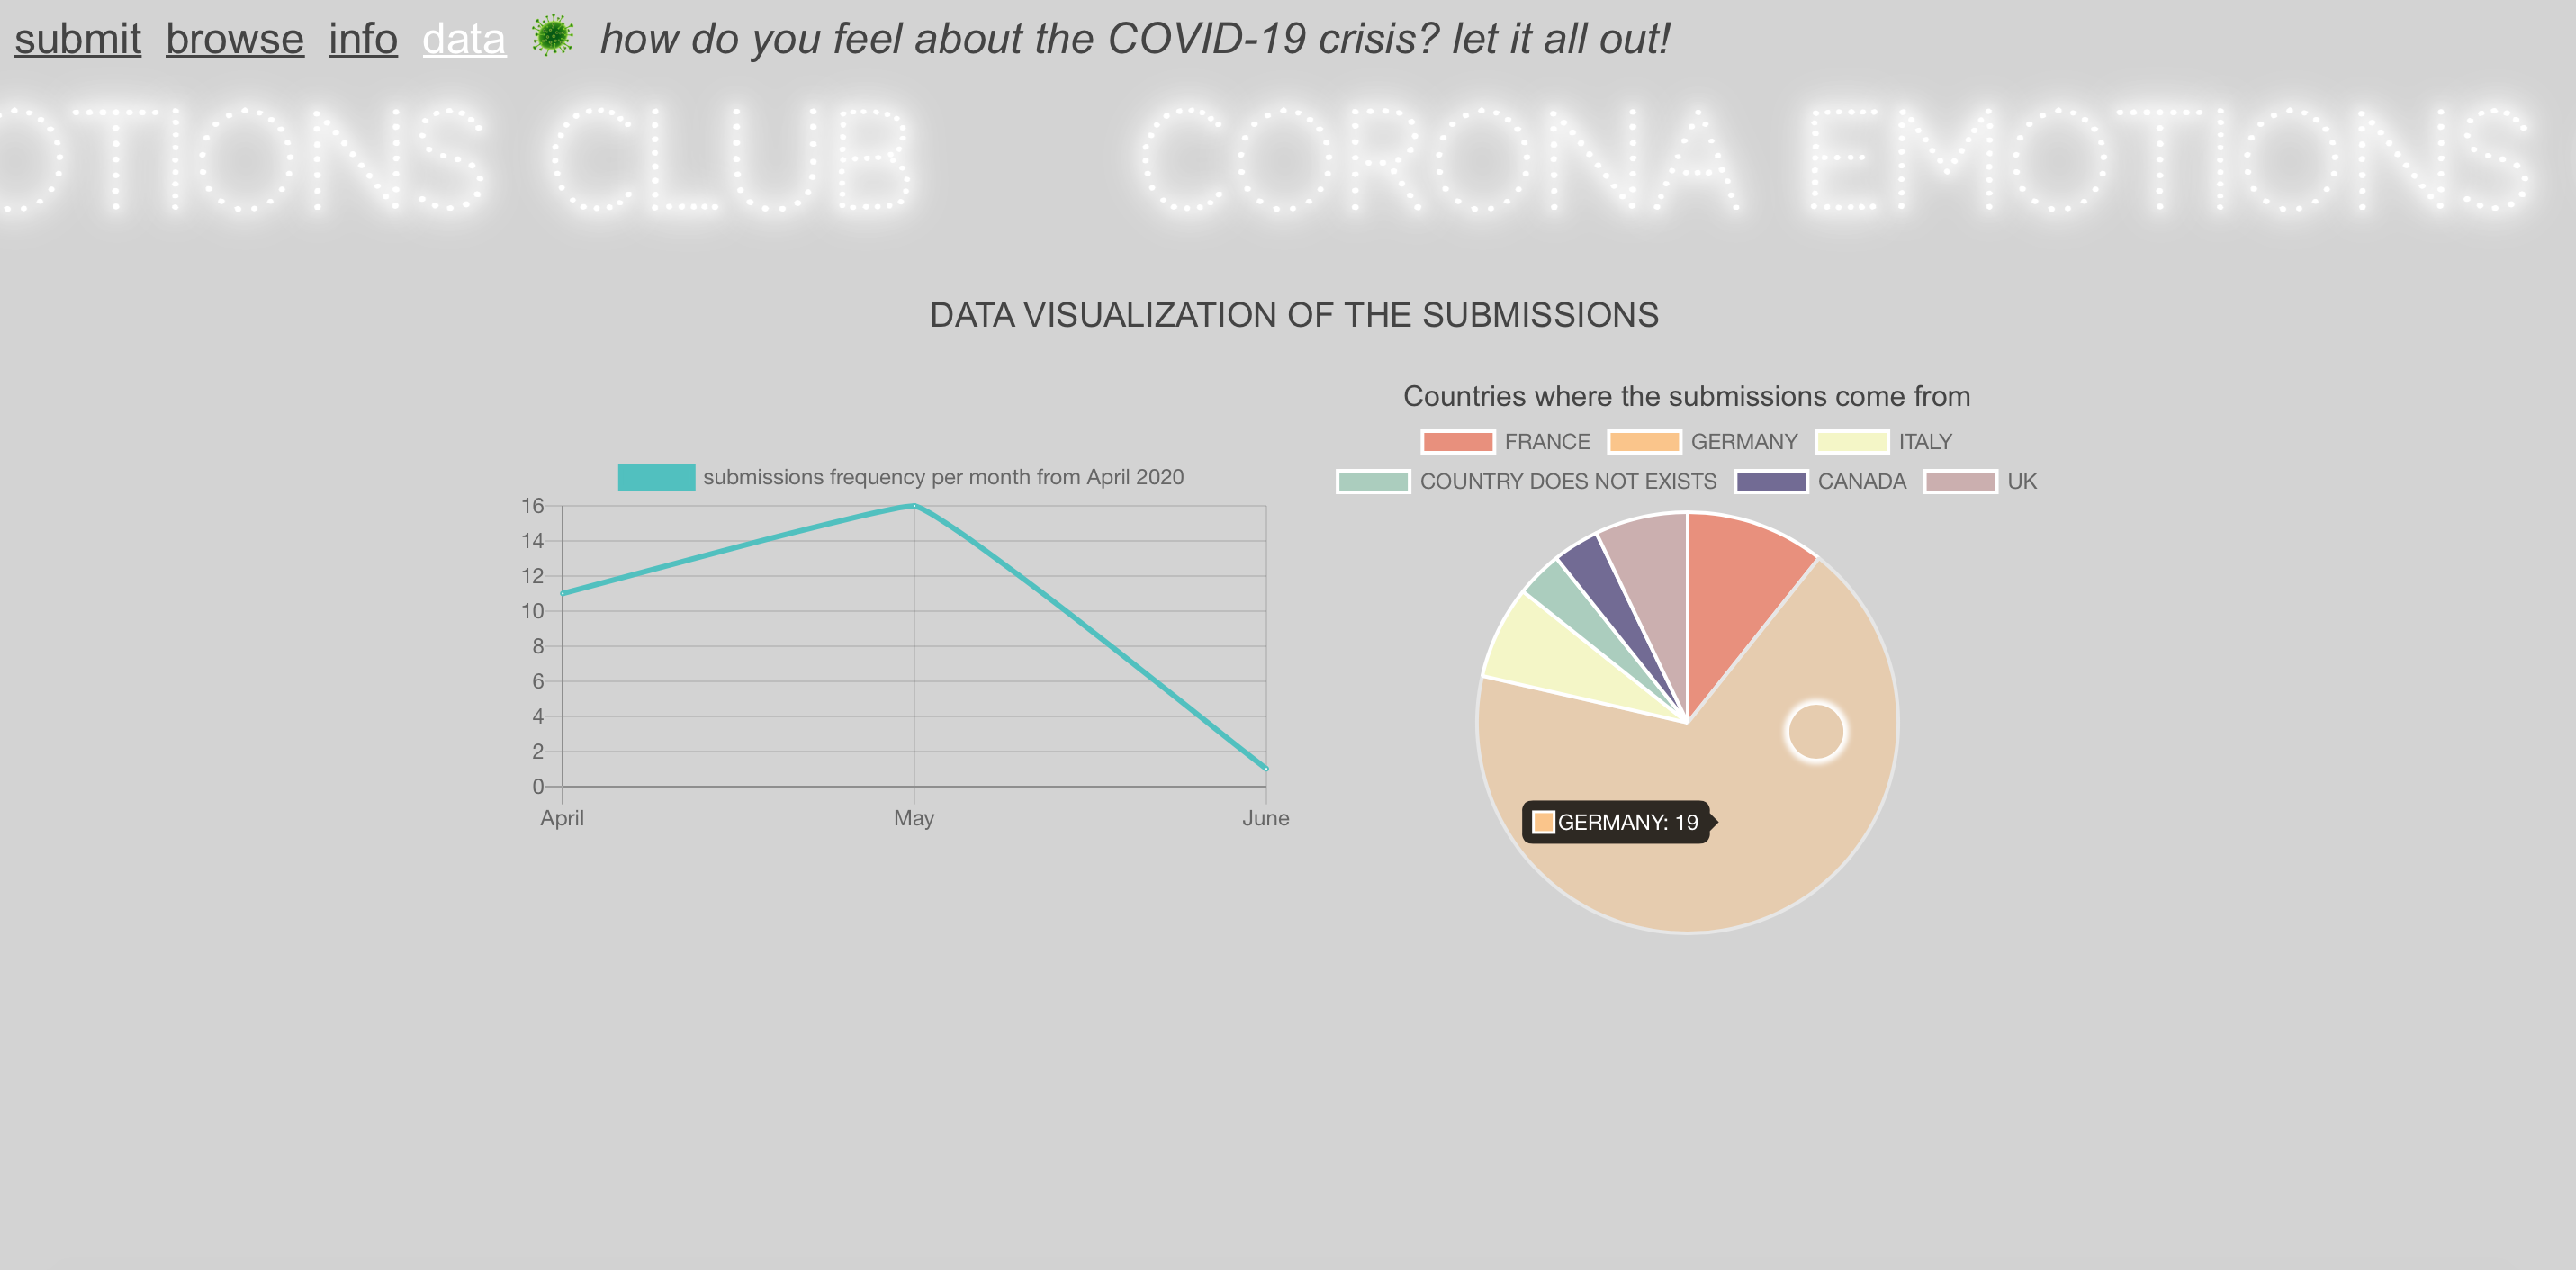 submit browse info data how do you feel about the COVID-19 crisis? let it all out!
OTIONS CLUB CORONA EMOTIONS
DATA VISUALIZATION OF THE SUBMISSIONS
submissions frequency per month from April 2020
16
14
12
10
8
6
4
2
0
April May June
Countries where the submissions come from
FRANCE GERMANY ITALY
COUNTRY DOES NOT EXISTS CANADA UK
GERMANY: 19